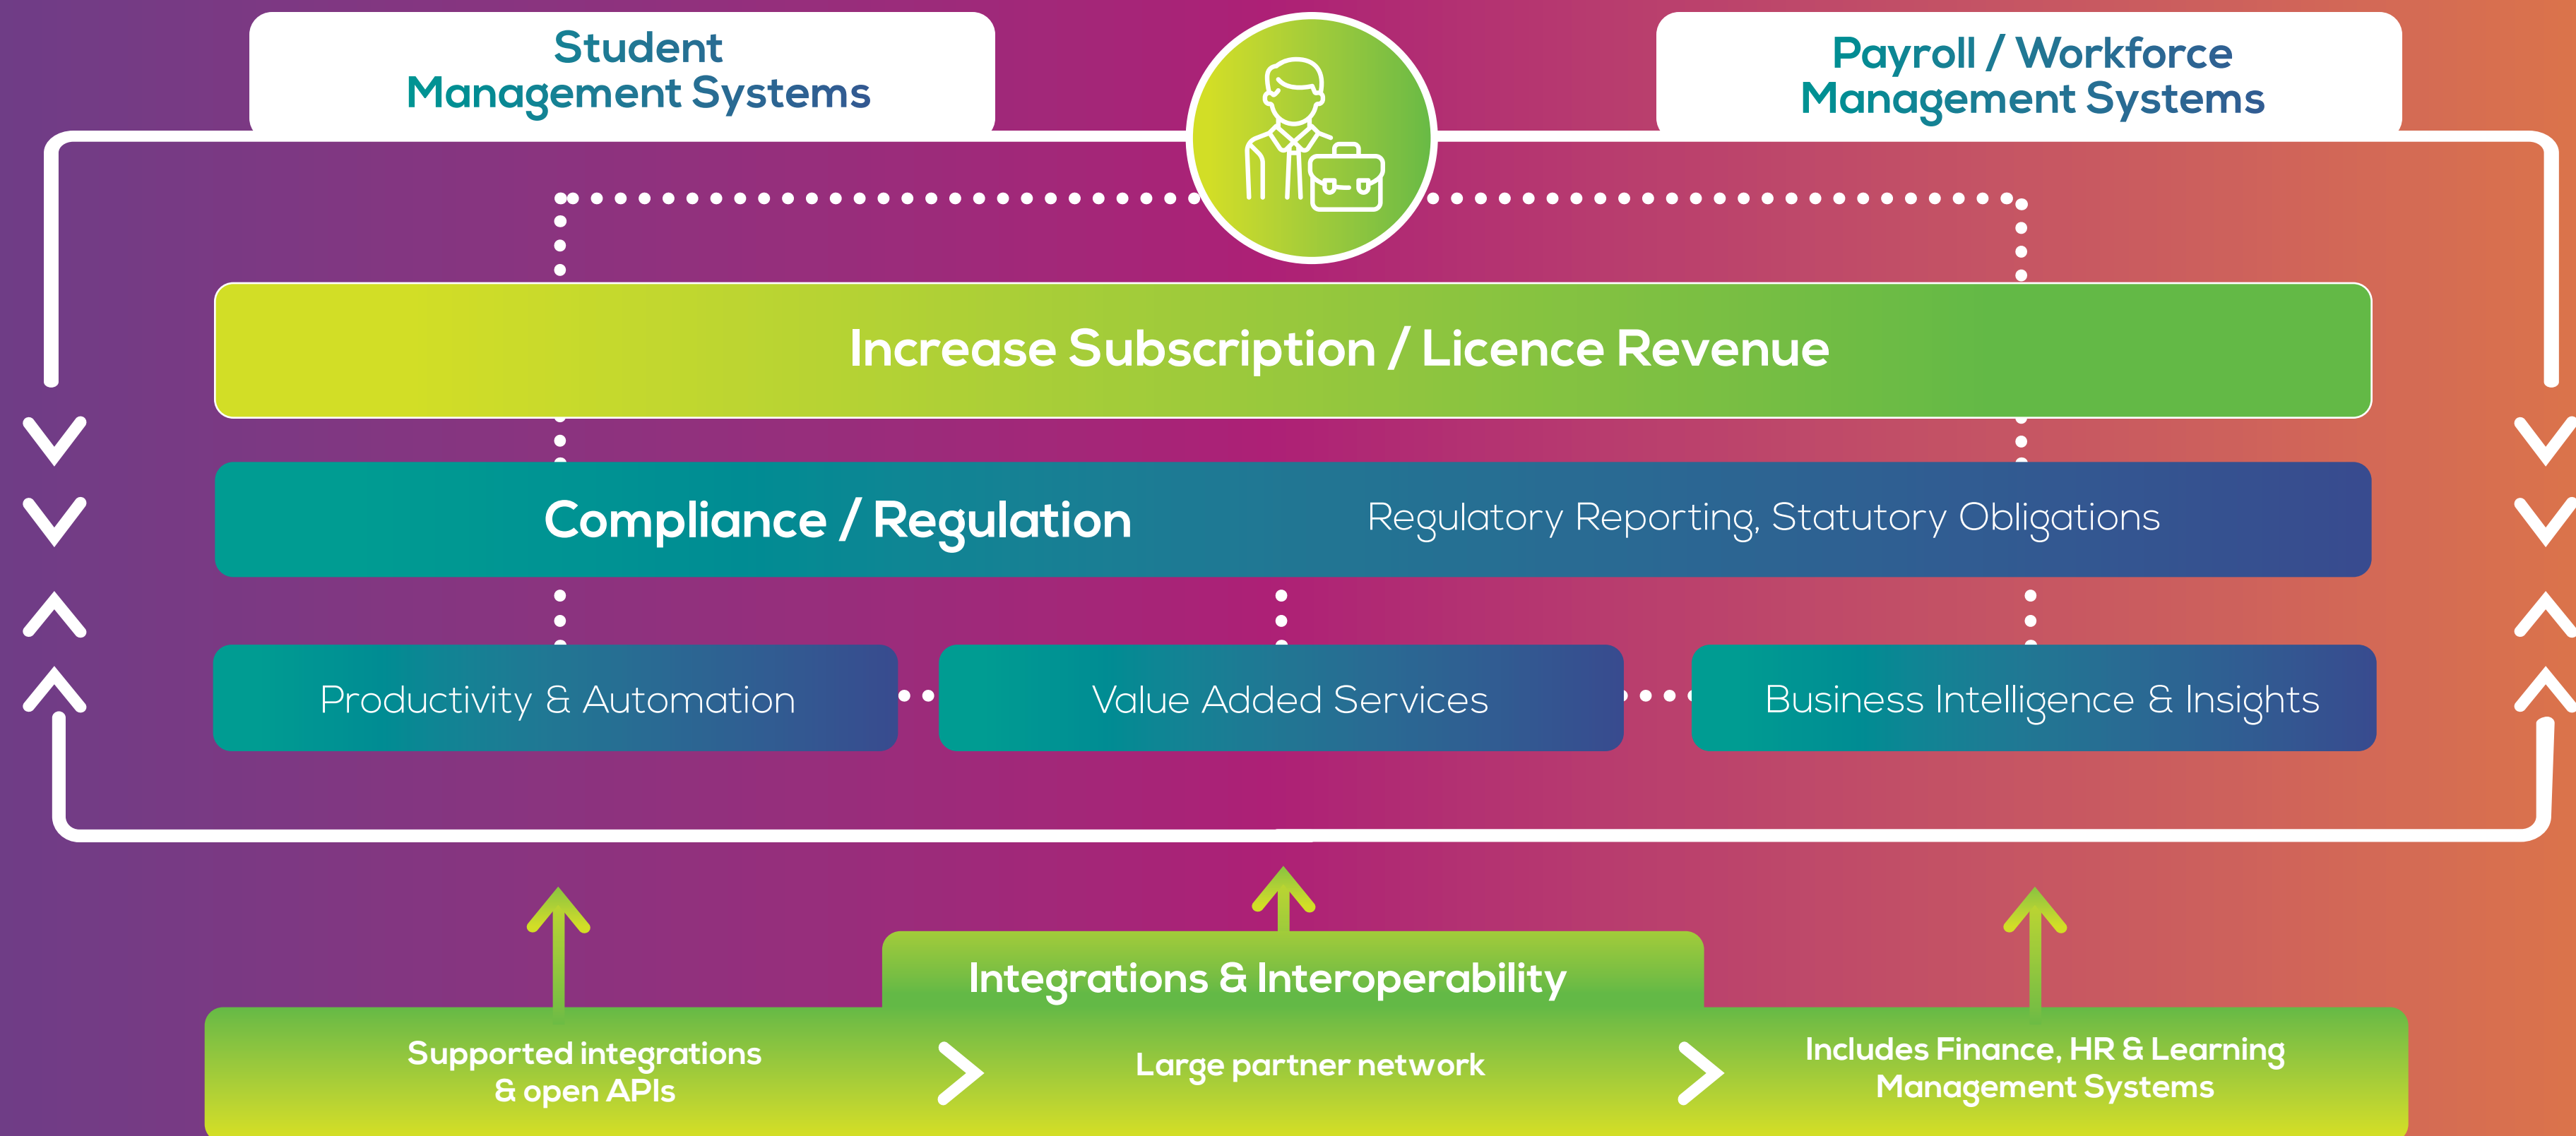 Student
Management Systems
Payroll / Workforce
Management Systems
Increase Subscription / Licence Revenue
Compliance / Regulation
Regulatory Reporting, Statutory Obligations
Productivity & Automation
Value Added Services
Business Intelligence & Insights
Integrations & Interoperability
Supported integrations
& open APIs
Large partner network
Includes Finance, HR & Learning
Management Systems